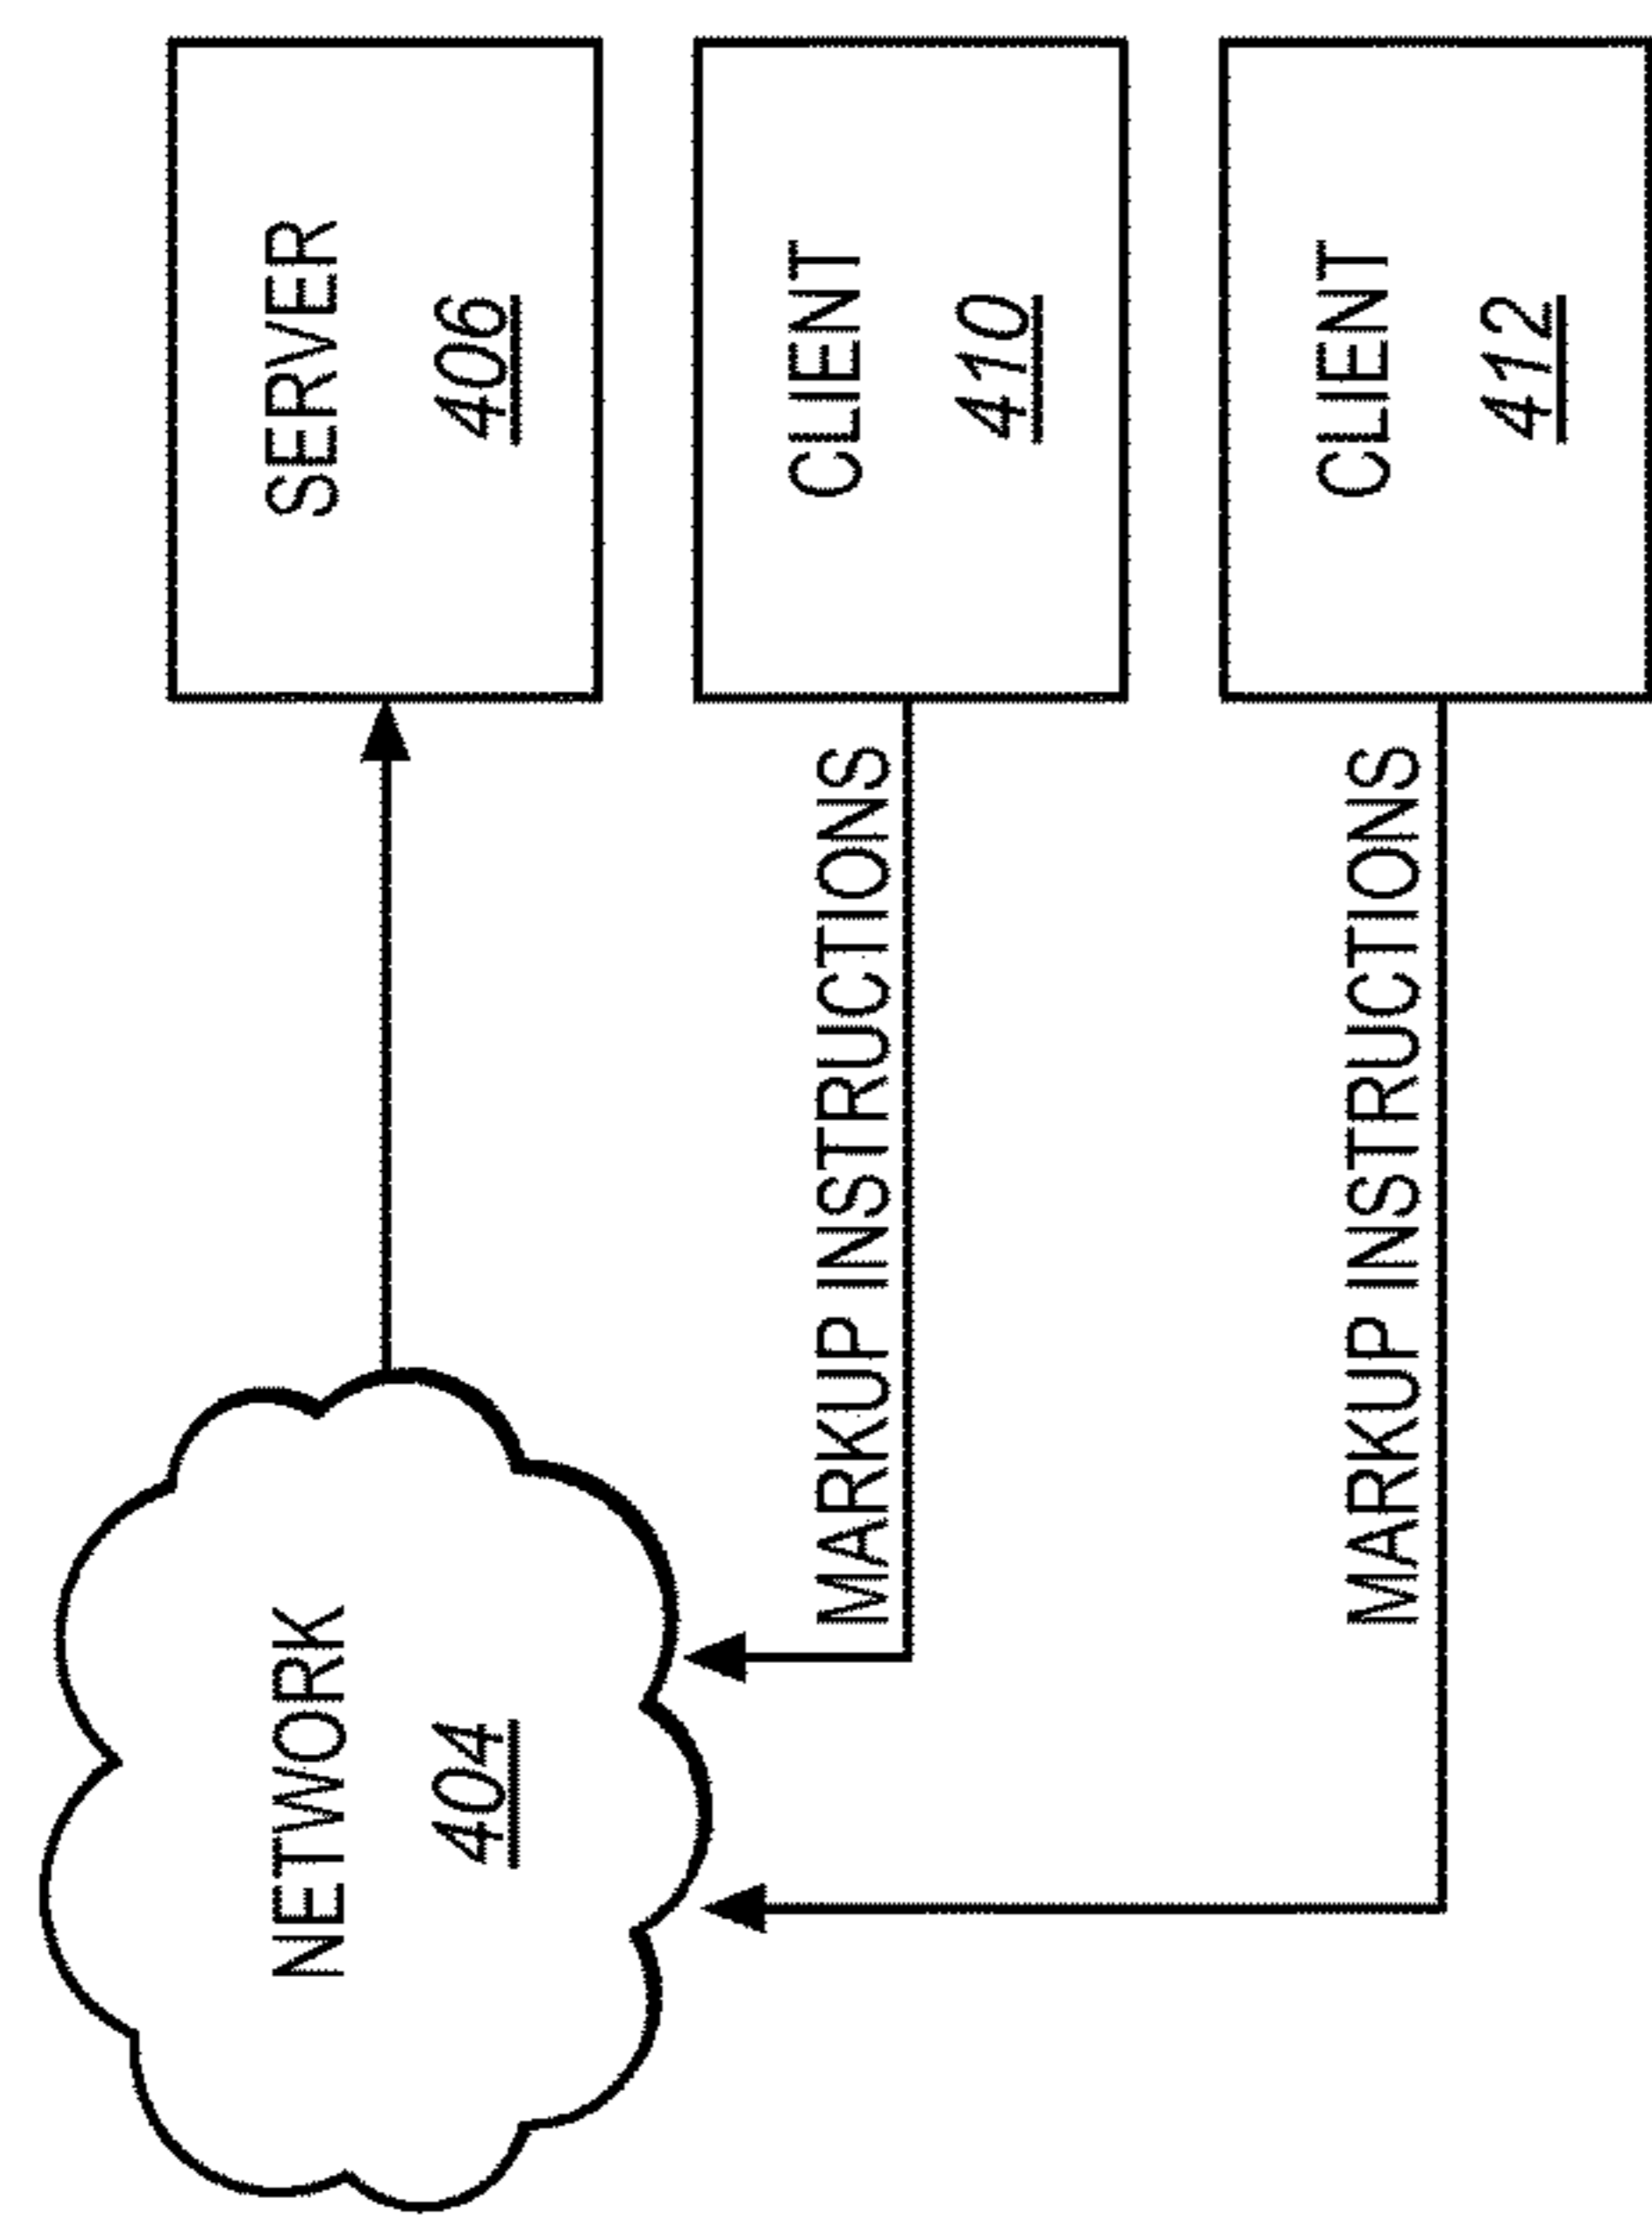 NETWORK
404
SERVER
406
MARKUP INSTRUCTIONS
CLIENT
410
MARKUP INSTRUCTIONS
CLIENT
412